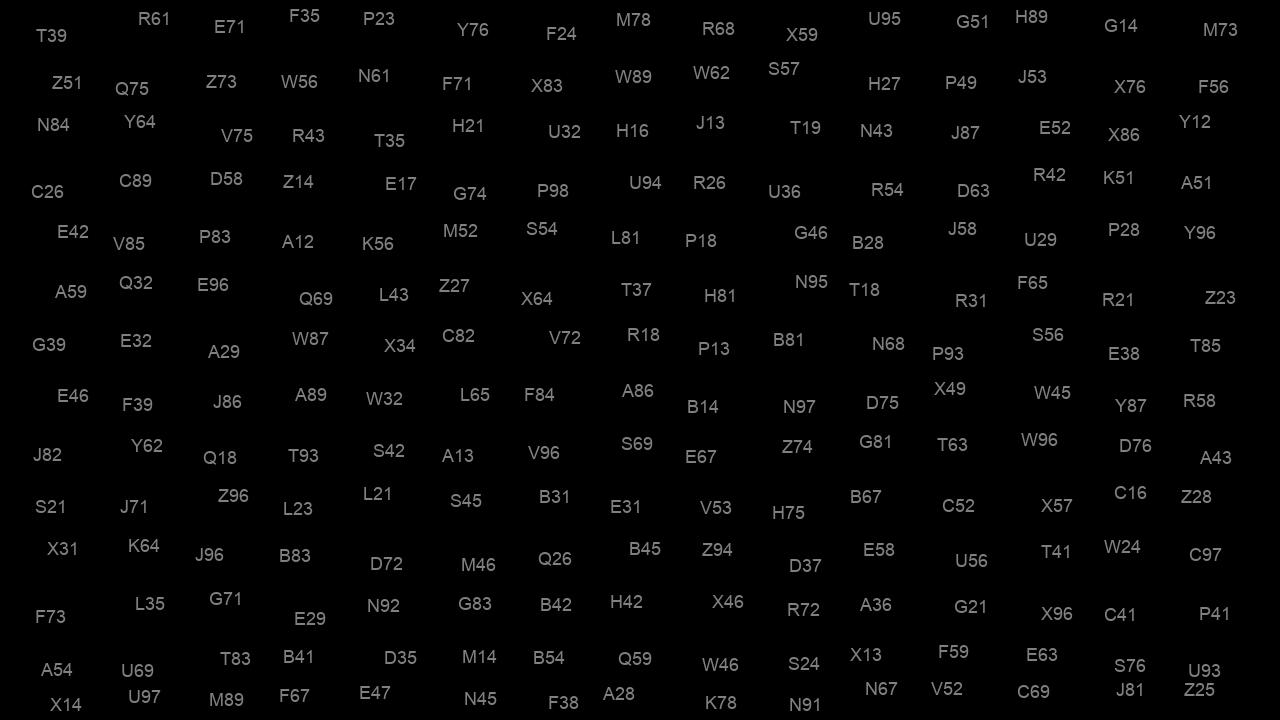 T39 R61 E71 F35 P23 Y76 F24 M78 R68 X59 U95 G51 H89 G14 M73
Z51 Q75 Z73 W56 N61 F71 X83 W89 W62 S57 H27 P49 J53 X76 F56
N84 Y64 V75 R43 T35 H21 U32 H16 J13 T19 N43 J87 E52 X86 Y12
C26 C89 D58 Z14 E17 G74 P98 U94 R26 U36 R54 D63 R42 K51 A51
E42 V85 P83 A12 K56 M52 S54 L81 P18 G46 B28 J58 U29 P28 Y96
A59 Q32 E96 Q69 L43 Z27 X64 T37 H81 N95 T18 R31 F65 R21 Z23
G39 E32 A29 W87 X34 C82 V72 R18 P13 B81 N68 P93 S56 E38 T85
E46 F39 J86 A89 W32 L65 F84 A86 B14 N97 D75 X49 W45 Y87 R58
J82 Y62 Q18 T93 S42 A13 V96 S69 E67 Z74 G81 T63 W96 D76 A43
S21 J71 Z96 L23 L21 S45 B31 E31 V53 H75 B67 C52 X57 C16 Z28
X31 K64 J96 B83 D72 M46 Q26 B45 Z94 D37 E58 U56 T41 W24 C97
F73 L35 G71 E29 N92 G83 B42 H42 X46 R72 A36 G21 X96 C41 P41
A54 U69 T83 B41 D35 M14 B54 Q59 W46 S24 X13 F59 E63 S76 U93
X14 U97 M89 F67 E47 N45 F38 A28 K78 N91 N67 V52 C69 J81 Z25